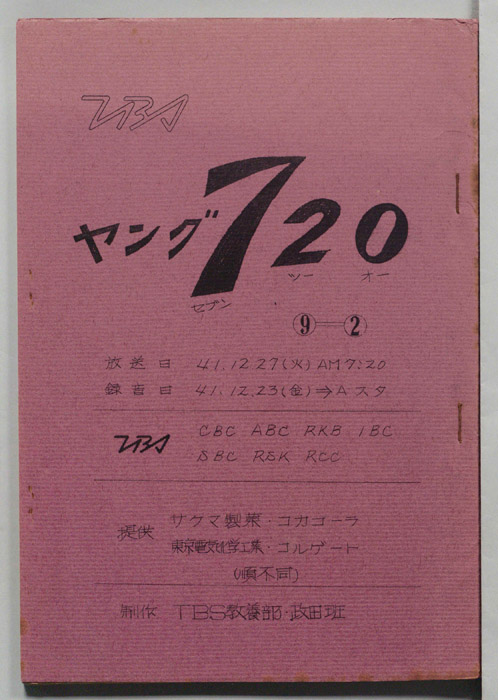 TBS
ヤング720
セブン ツー オー
⑨—②
放送日 41.12.27(火)AM7:20
録音日 41.12.23(金)⇒Aスタ
TBS CBC ABC RKB IBC
SBC RSK RCC
提供 サクマ製菓・コカコーラ
東京電気化学工業・コルゲート
(順不同)
制作 TBS教養部・政田班